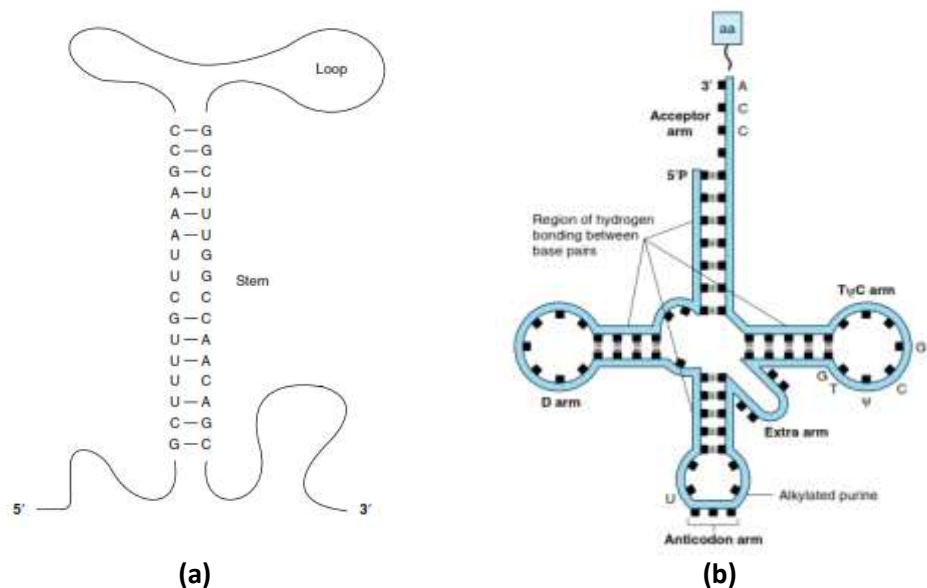 Loop
C—G
C—G
G—C
A—U
A—U
A—U
U—G
U—G
C—C
G—C
U—A
U—A
U—C
U—A
C—G
G—C
Stem
5′
3′
(a)
aa
3′
A
C
C
Acceptor
arm
5′P
Region of hydrogen
bonding between
base pairs
TψC arm
G
C
ψ
T
G
D arm
Extra arm
U
Alkylated purine
Anticodon arm
(b)